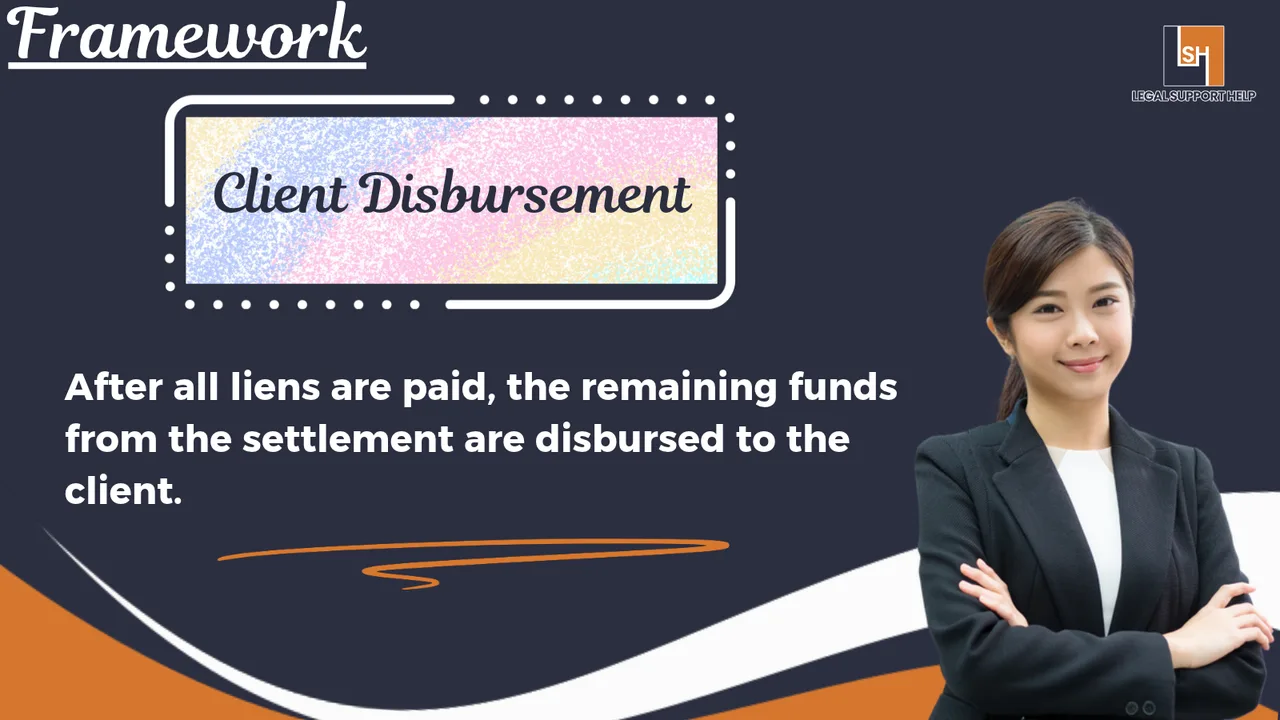 Framework
SH
LEGAL SUPPORT HELP
Client Disbursement
After all liens are paid, the remaining funds
from the settlement are disbursed to the
client.